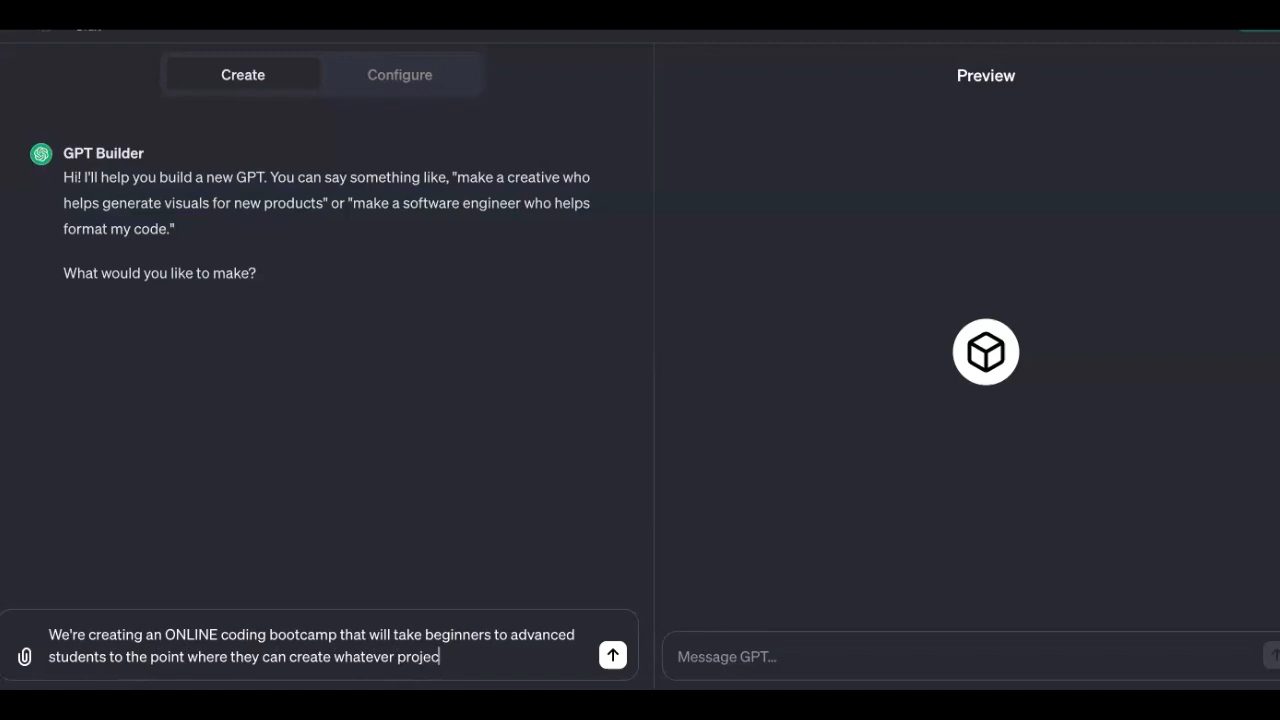 Create
Configure
Preview
GPT Builder
Hi! I'll help you build a new GPT. You can say something like, "make a creative who
helps generate visuals for new products" or "make a software engineer who helps
format my code."
What would you like to make?
We're creating an ONLINE coding bootcamp that will take beginners to advanced
students to the point where they can create whatever projec
Message GPT...